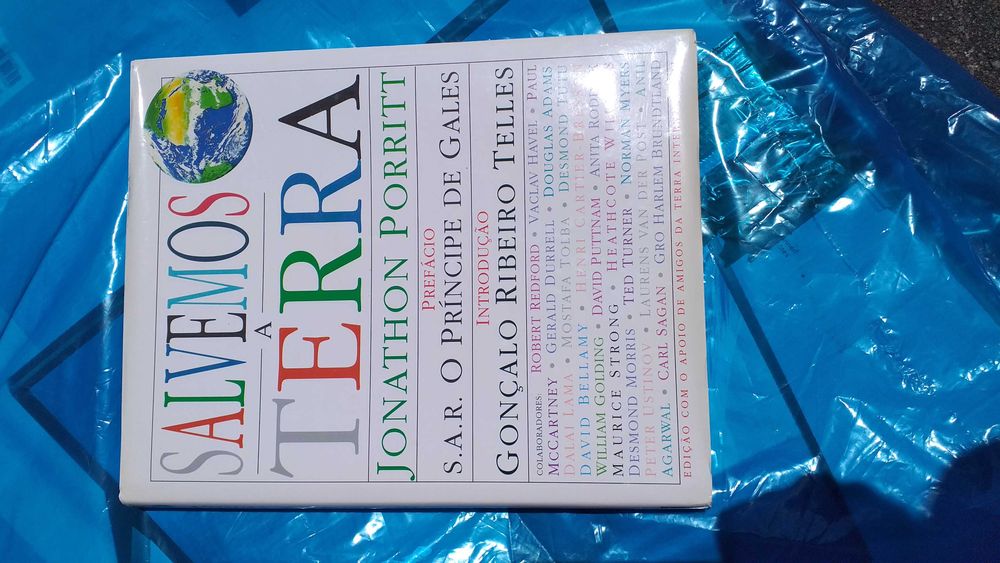 SALVEMOS
A
TERRA
JONATHON PORRITT
PREFÁCIO
S.A.R. O PRÍNCIPE DE GALES
INTRODUÇÃO
GONÇALO RIBEIRO TELLES
COLABORADORES: ROBERT REDFORD • VACLAV HAVEL • PAUL
MCCARTNEY • GERALD DURRELL • DOUGLAS ADAMS
DALAI LAMA • MOSTAFA TOLBA • DESMOND TUTU
DAVID BELLAMY • HENRI CARTIER-BRESSON
WILLIAM GOLDING • DAVID PUTTNAM • ANITA RODDICK
MAURICE STRONG • HEATHCOTE WILLIAMS
DESMOND MORRIS • TED TURNER • NORMAN MYERS
PETER USTINOV • LAURENS VAN DER POST • ANIL
AGARWAL • CARL SAGAN • GRO HARLEM BRUNDTLAND
EDIÇÃO COM O APOIO DE AMIGOS DA TERRA